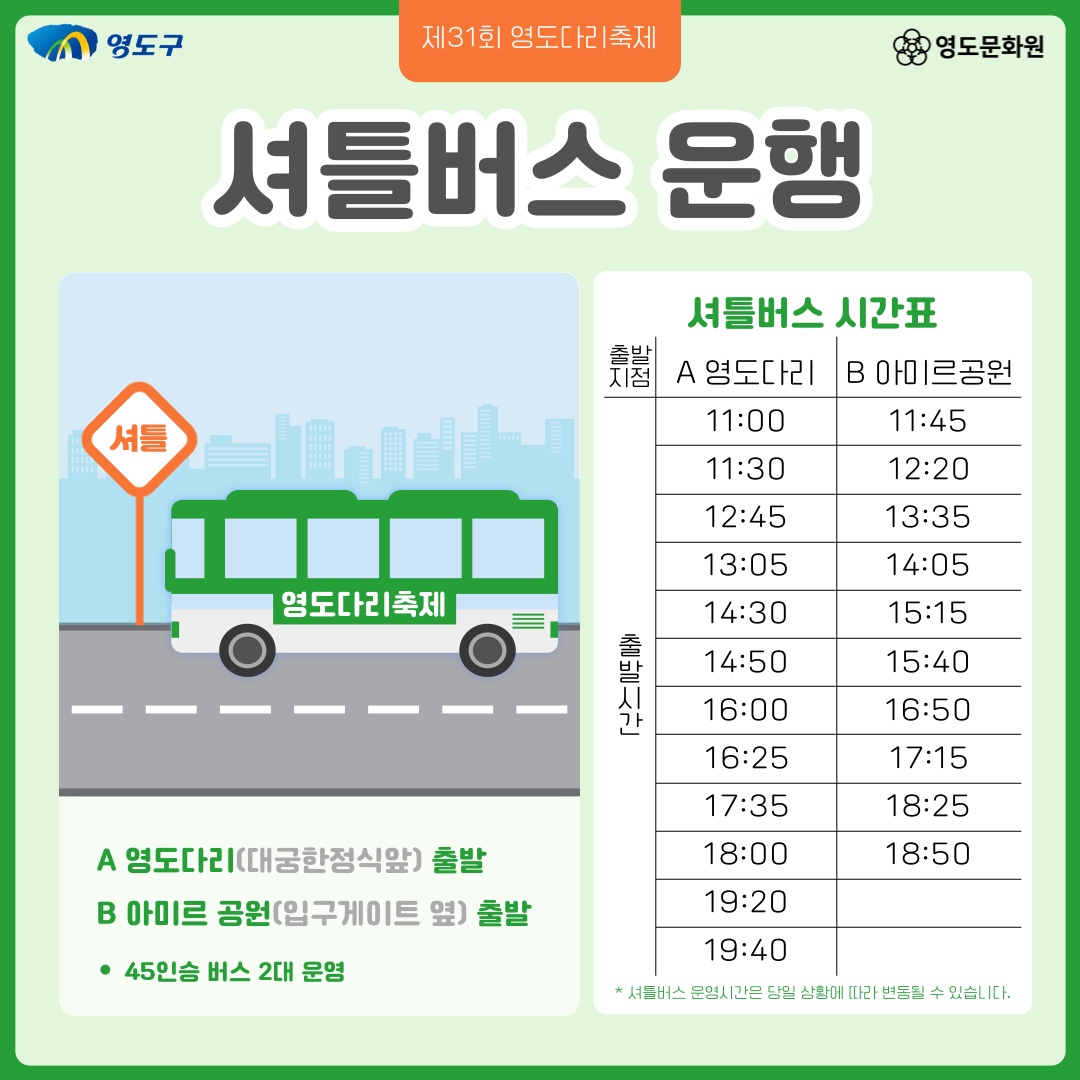 영도구
제31회 영도다리축제
영도문화원
셔틀버스 운행
셔틀
영도다리축제
A 영도다리(대궁한정식앞) 출발
B 아미르 공원(입구게이트 옆) 출발
• 45인승 버스 2대 운영
셔틀버스 시간표
출발지점 A 영도다리 B 아미르공원
출발시간
11:00 11:45
11:30 12:20
12:45 13:35
13:05 14:05
14:30 15:15
14:50 15:40
16:00 16:50
16:25 17:15
17:35 18:25
18:00 18:50
19:20
19:40
* 셔틀버스 운영시간은 당일 상황에 따라 변동될 수 있습니다.